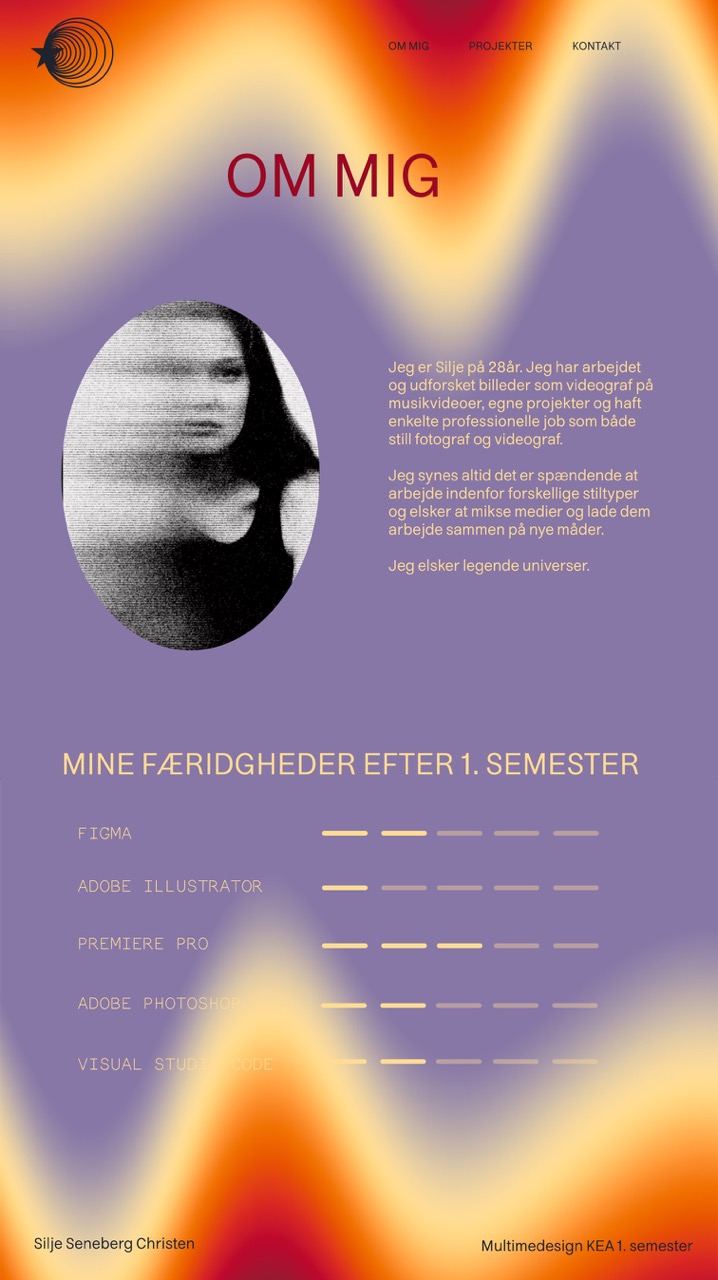 OM MIG
PROJEKTER
KONTAKT
OM MIG
Jeg er Silje på 28år. Jeg har arbejdet
og udforsket billeder som videograf på
musikvideoer, egne projekter og haft
enkelte professionelle job som både
still fotograf og videograf.
Jeg synes altid det er spændende at
arbejde indenfor forskellige stiltyper
og elsker at mikse medier og lade dem
arbejde sammen på nye måder.
Jeg elsker legende universer.
MINE FÆRIDGHEDER EFTER 1. SEMESTER
FIGMA
ADOBE ILLUSTRATOR
PREMIERE PRO
ADOBE PHOTOSHOP
VISUAL STUDIO CODE
Silje Seneberg Christen
Multimedesign KEA 1. semester